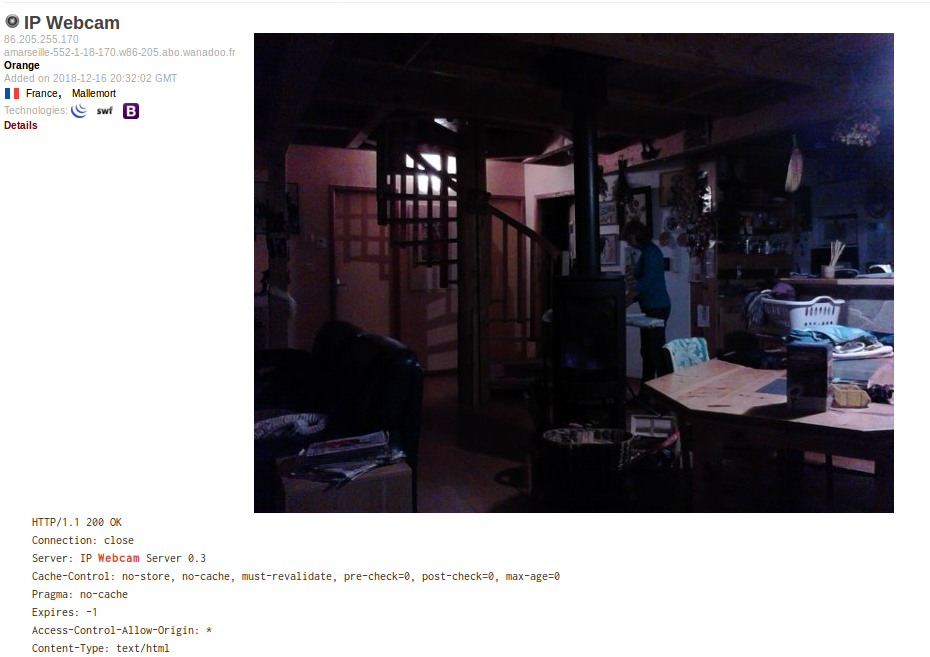 IP Webcam
86.205.255.170
amarseille-552-1-18-170.w86-205.abo.wanadoo.fr
Orange
Added on 2018-12-16 20:32:02 GMT
France, Mallemort
Technologies: swf B
Details
HTTP/1.1 200 OK
Connection: close
Server: IP Webcam Server 0.3
Cache-Control: no-store, no-cache, must-revalidate, pre-check=0, post-check=0, max-age=0
Pragma: no-cache
Expires: -1
Access-Control-Allow-Origin: *
Content-Type: text/html